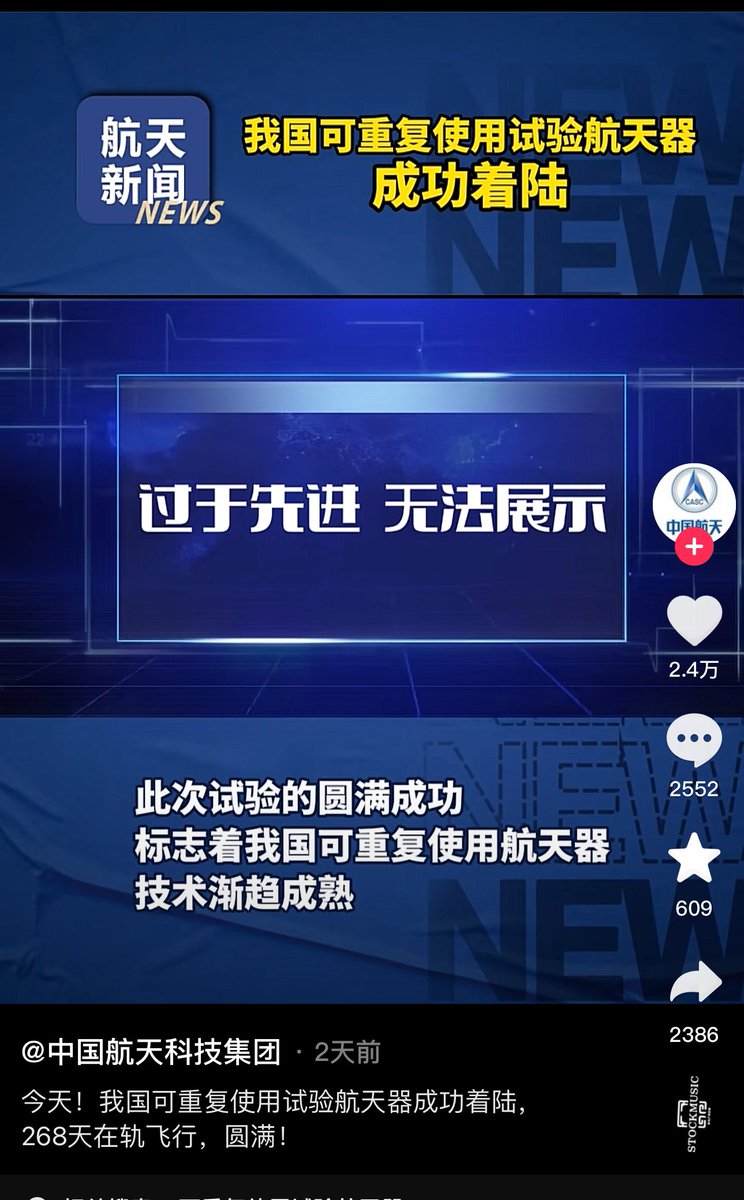 航天
新闻
NEWS
我国可重复使用试验航天器
成功着陆
过于先进 无法展示
CASC
中国航天
2.4万
此次试验的圆满成功
标志着我国可重复使用航天器
技术渐趋成熟
2552
609
2386
@中国航天科技集团 · 2天前
今天！我国可重复使用试验航天器成功着陆，
268天在轨飞行，圆满！
STOCKMUSIC